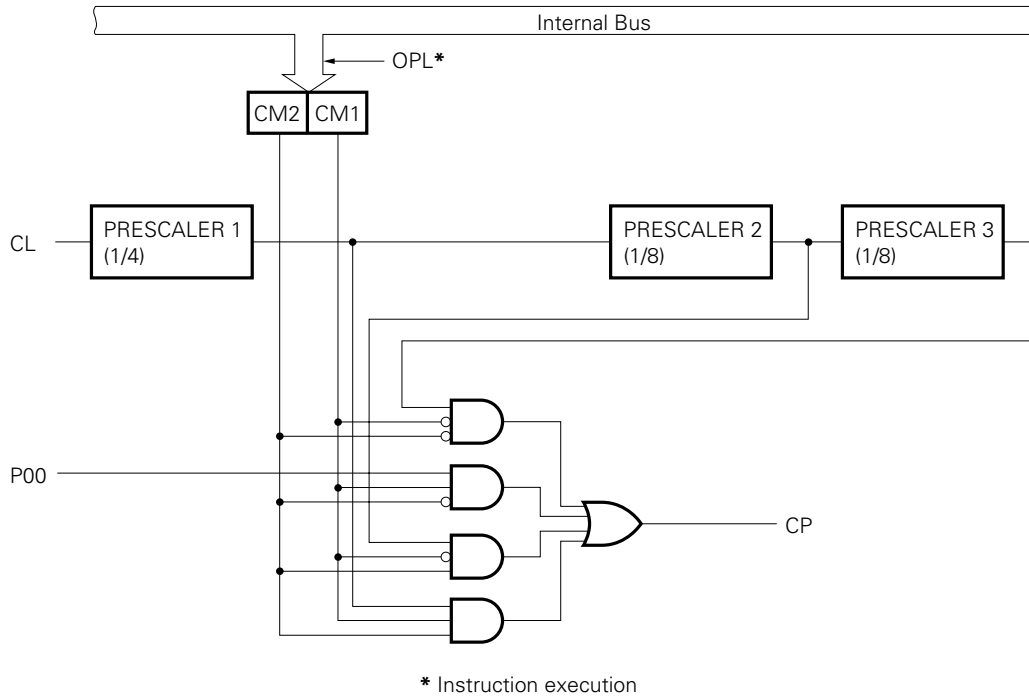 Internal Bus
OPL*
CM2 CM1
CL
PRESCALER 1
(1/4)
PRESCALER 2
(1/8)
PRESCALER 3
(1/8)
P00
CP
* Instruction execution